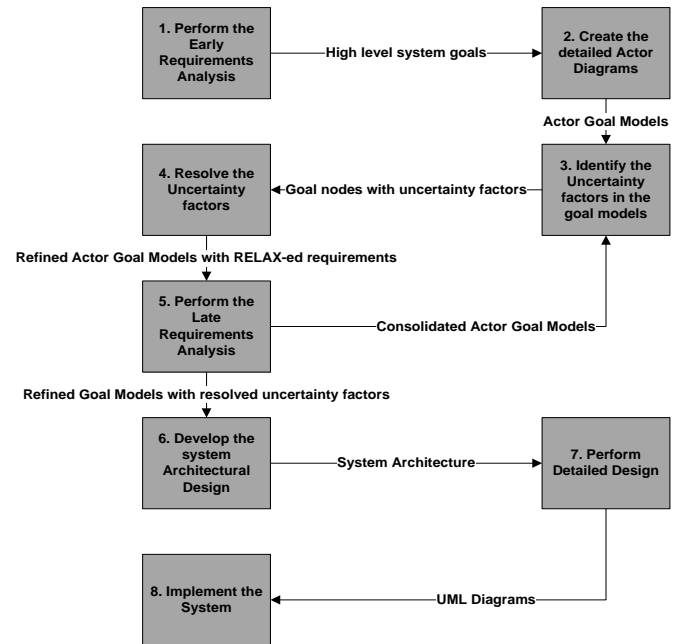 1. Perform the
Early
Requirements
Analysis
High level system goals
2. Create the
detailed Actor
Diagrams
Actor Goal Models
3. Identify the
Uncertainty
factors in the
goal models
Goal nodes with uncertainty factors
4. Resolve the
Uncertainty
factors
Refined Actor Goal Models with RELAX-ed requirements
5. Perform the
Late
Requirements
Analysis
Consolidated Actor Goal Models
Refined Goal Models with resolved uncertainty factors
6. Develop the
system
Architectural
Design
System Architecture
7. Perform
Detailed Design
UML Diagrams
8. Implement the
System